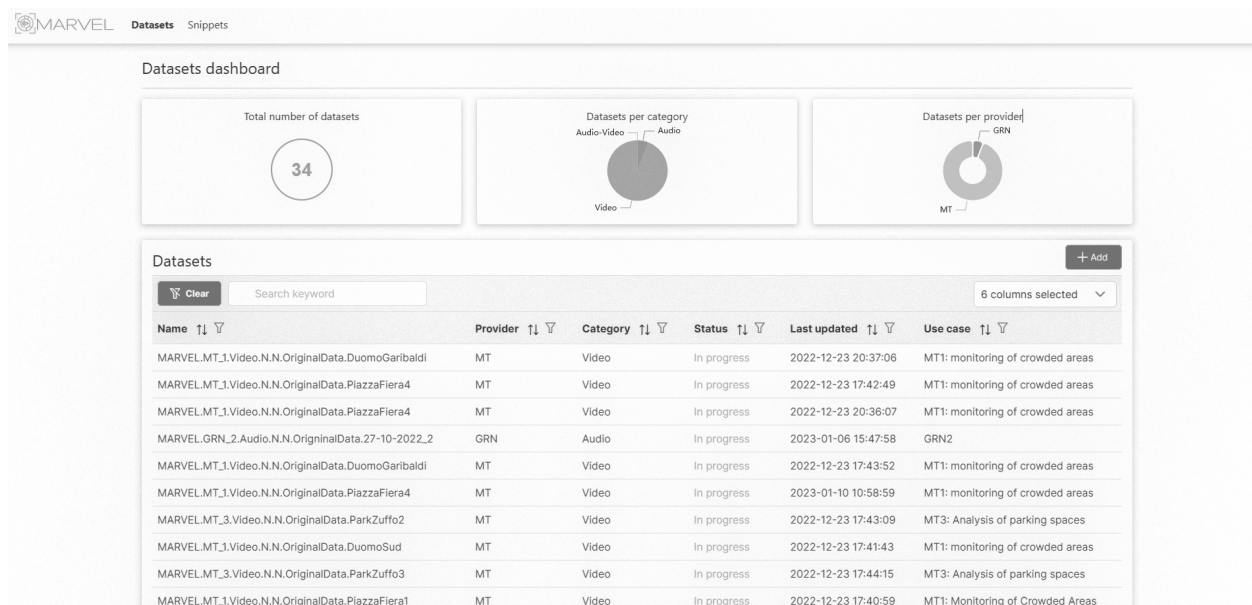 MARVEL Datasets Snippets
Datasets dashboard
Total number of datasets
34
Datasets per category
Audio-Video
Audio
Video
Datasets per provider
GRN
MT
Datasets
+ Add
Clear
Search keyword
6 columns selected
Name Provider Category Status Last updated Use case
MARVEL.MT_1.Video.N.N.OriginalData.DuomoGaribaldi MT Video In progress 2022-12-23 20:37:06 MT1: monitoring of crowded areas
MARVEL.MT_1.Video.N.N.OriginalData.PiazzaFiera4 MT Video In progress 2022-12-23 17:42:49 MT1: monitoring of crowded areas
MARVEL.MT_1.Video.N.N.OriginalData.PiazzaFiera4 MT Video In progress 2022-12-23 20:36:07 MT1: monitoring of crowded areas
MARVEL.GRN_2.Audio.N.N.OrigninalData.27-10-2022_2 GRN Audio In progress 2023-01-06 15:47:58 GRN2
MARVEL.MT_1.Video.N.N.OriginalData.DuomoGaribaldi MT Video In progress 2022-12-23 17:43:52 MT1: monitoring of crowded areas
MARVEL.MT_1.Video.N.N.OriginalData.PiazzaFiera4 MT Video In progress 2023-01-10 10:58:59 MT1: monitoring of crowded areas
MARVEL.MT_3.Video.N.N.OriginalData.ParkZuffo2 MT Video In progress 2022-12-23 17:43:09 MT3: Analysis of parking spaces
MARVEL.MT_1.Video.N.N.OriginalData.DuomoSud MT Video In progress 2022-12-23 17:41:43 MT1: monitoring of crowded areas
MARVEL.MT_3.Video.N.N.OriginalData.ParkZuffo3 MT Video In progress 2022-12-23 17:44:15 MT3: Analysis of parking spaces
MARVEL.MT_1.Video.N.N.OriginalData.PiazzaFiera1 MT Video In progress 2022-12-23 17:40:59 MT1: Monitoring of Crowded Areas